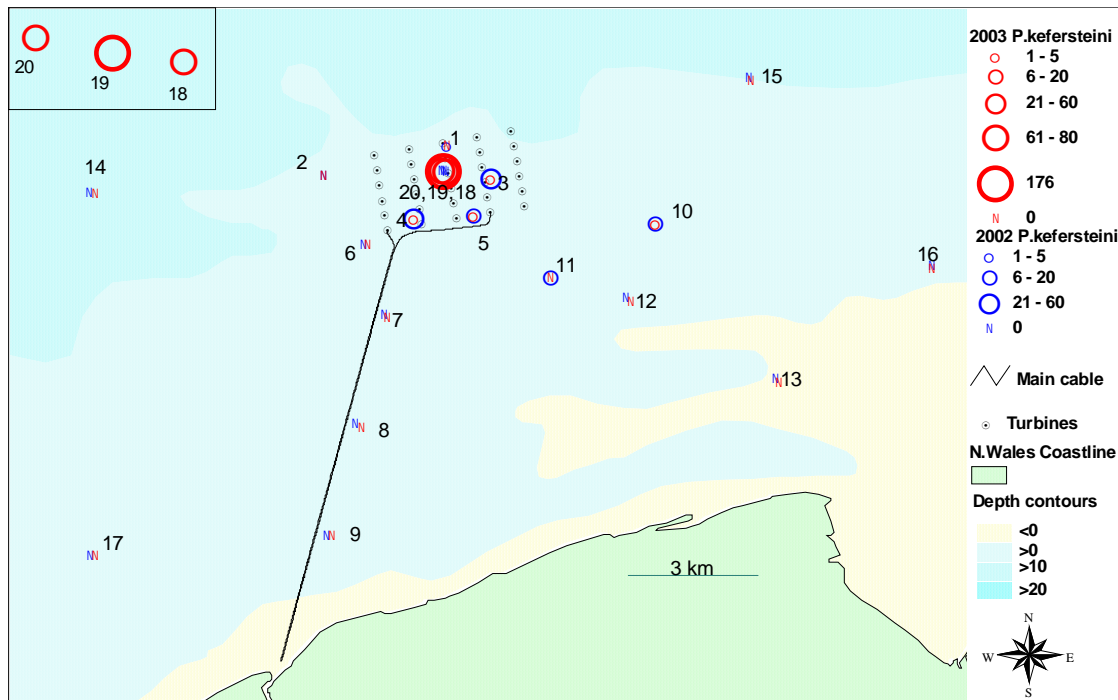 20
19
18
14
2
1
15
3
20,19,18
4
5
6
10
11
12
16
7
13
8
9
17
3 km
2003 P.kefersteini
1 - 5
6 - 20
21 - 60
61 - 80
176
N 0
2002 P.kefersteini
1 - 5
6 - 20
21 - 60
N 0
Main cable
Turbines
N.Wales Coastline
Depth contours
<0
>0
>10
>20
N
W E
S